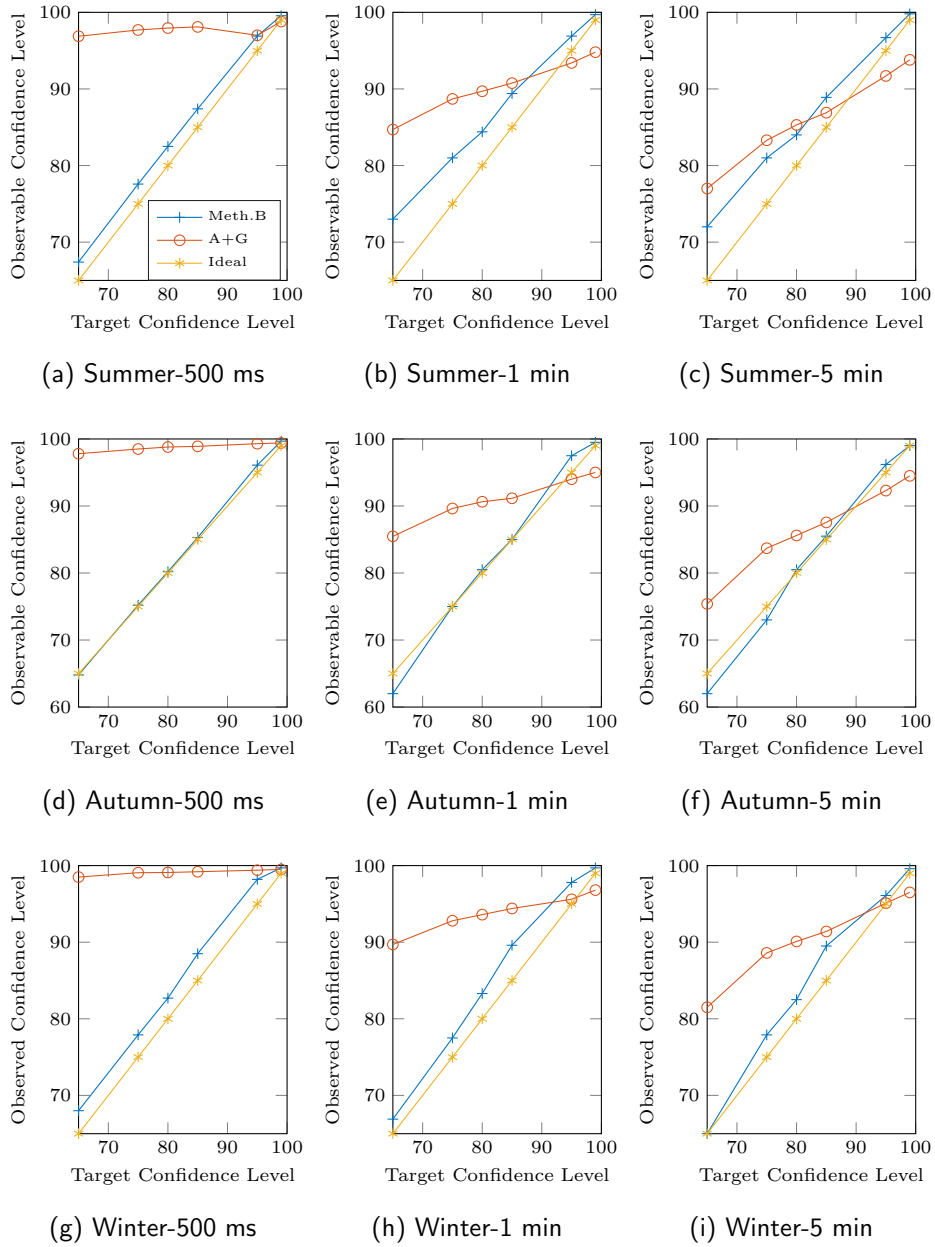 100
90
80
70
Observable Confidence Level
Meth.B
A+G
Ideal
70 80 90 100
Target Confidence Level
(a) Summer-500 ms
100
90
80
70
Observable Confidence Level
70 80 90 100
Target Confidence Level
(b) Summer-1 min
100
90
80
70
Observable Confidence Level
70 80 90 100
Target Confidence Level
(c) Summer-5 min
100
90
80
70
60
Observable Confidence Level
70 80 90 100
Target Confidence Level
(d) Autumn-500 ms
100
90
80
70
60
Observable Confidence Level
70 80 90 100
Target Confidence Level
(e) Autumn-1 min
100
90
80
70
60
Observable Confidence Level
70 80 90 100
Target Confidence Level
(f) Autumn-5 min
100
90
80
70
Observed Confidence Level
70 80 90 100
Target Confidence Level
(g) Winter-500 ms
100
90
80
70
Observed Confidence Level
70 80 90 100
Target Confidence Level
(h) Winter-1 min
100
90
80
70
Observed Confidence Level
70 80 90 100
Target Confidence Level
(i) Winter-5 min